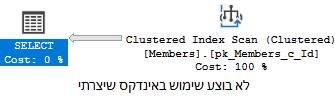 SELECT
Cost: 0 %
Clustered Index Scan (Clustered)
[Members].[pk_Members_c_Id]
Cost: 100 %
לא בוצע שימוש באינדקס שיצרתי